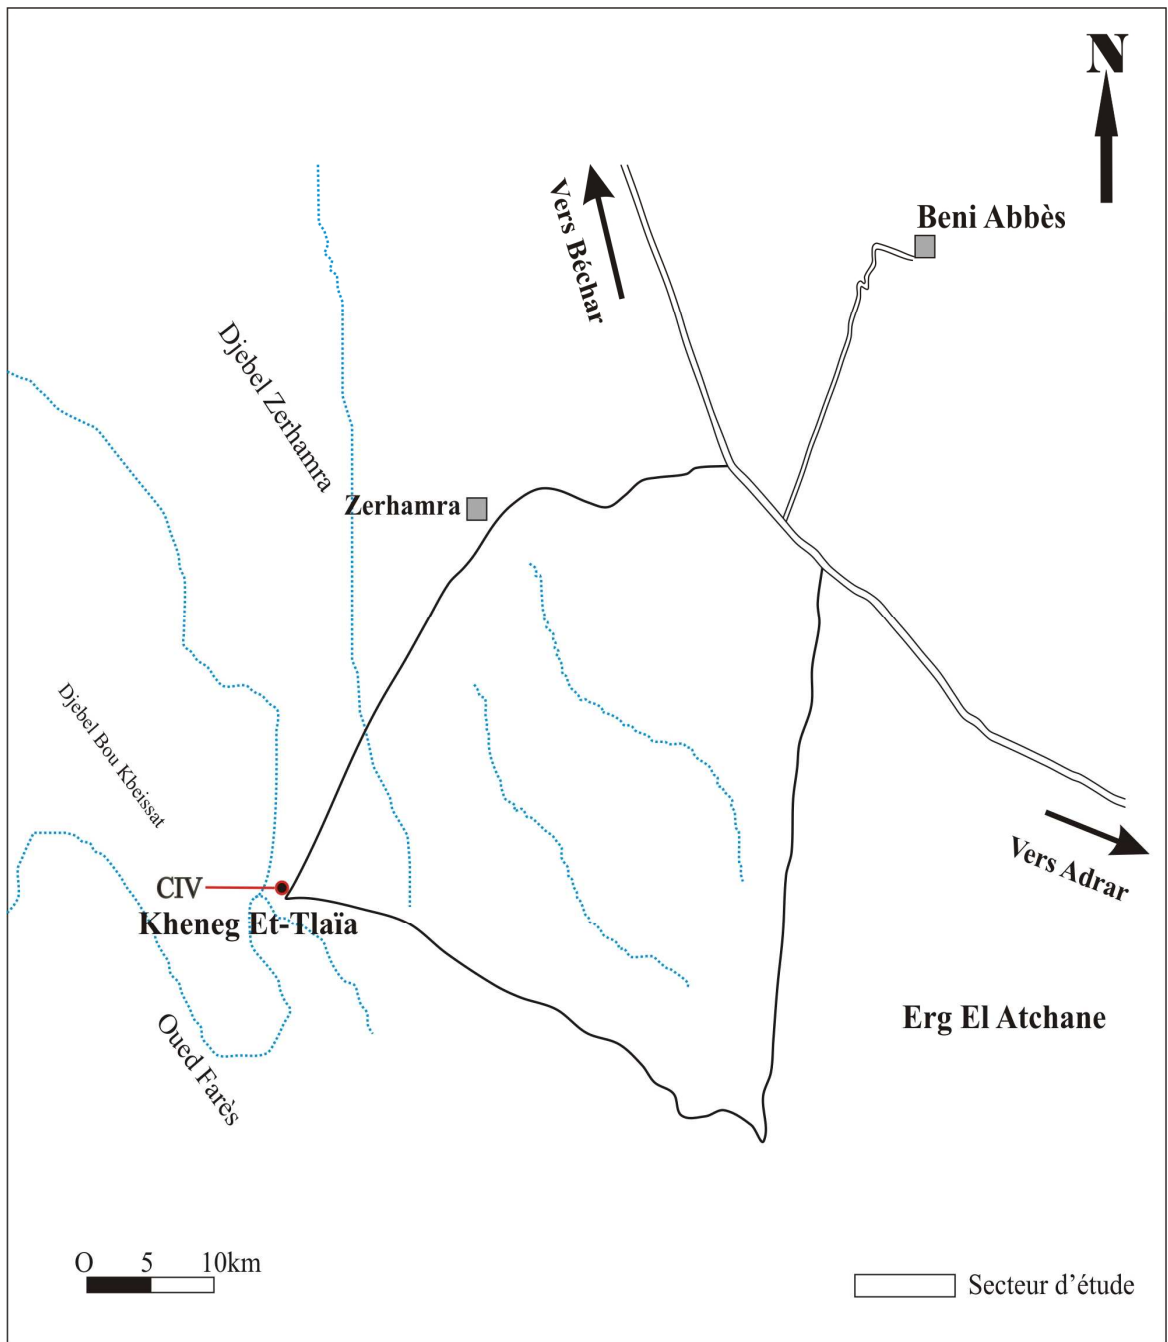 N
Beni Abbès
Vers Béchar
Djebel Zerhamra
Zerhamra
Djebel Bou Kbeissat
Vers Adrar
CIV
Kheneg Et-Tlaïa
Erg El Atchane
Oued Farès
O 5 10km
Secteur d'étude